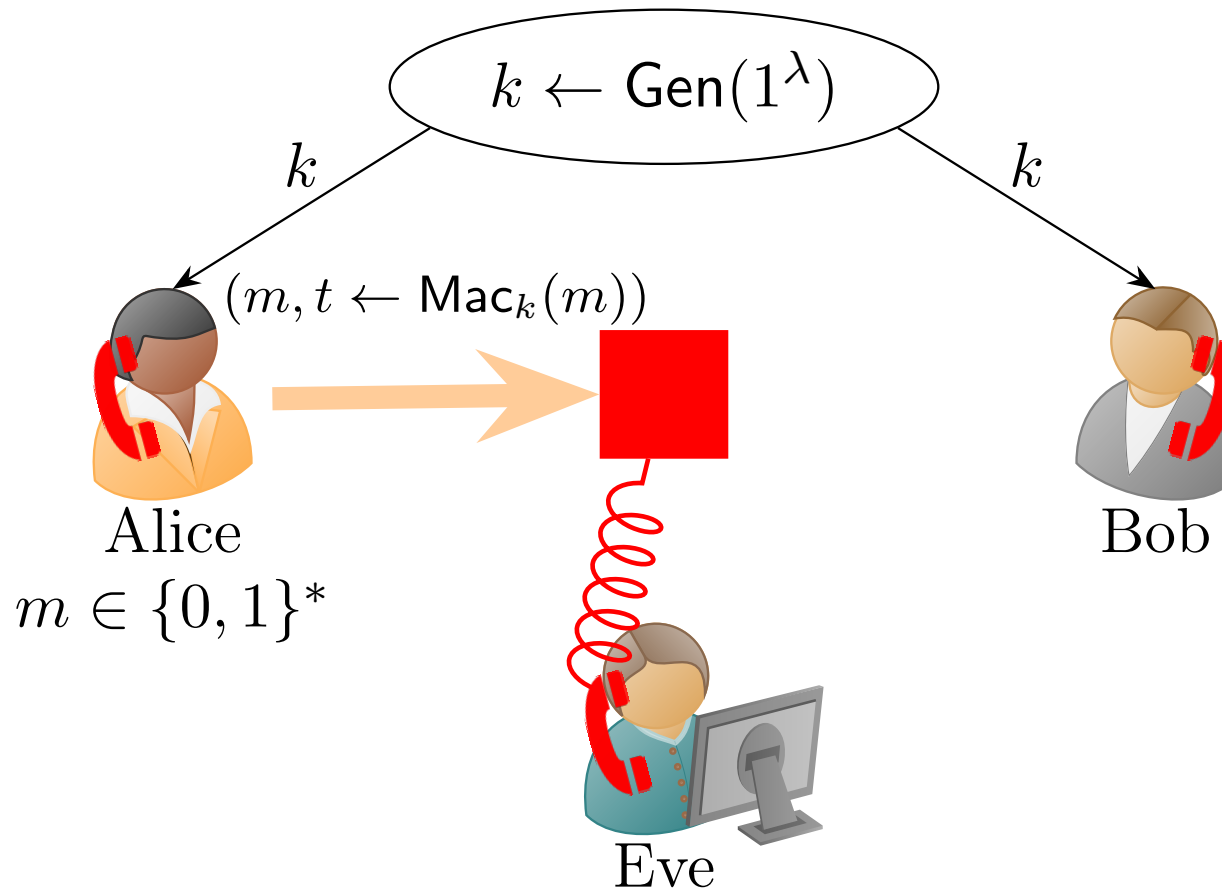 k ← Gen(1^λ)
k
k
(m, t ← Mac_k(m))
Alice
Bob
m ∈ {0, 1}*
Eve